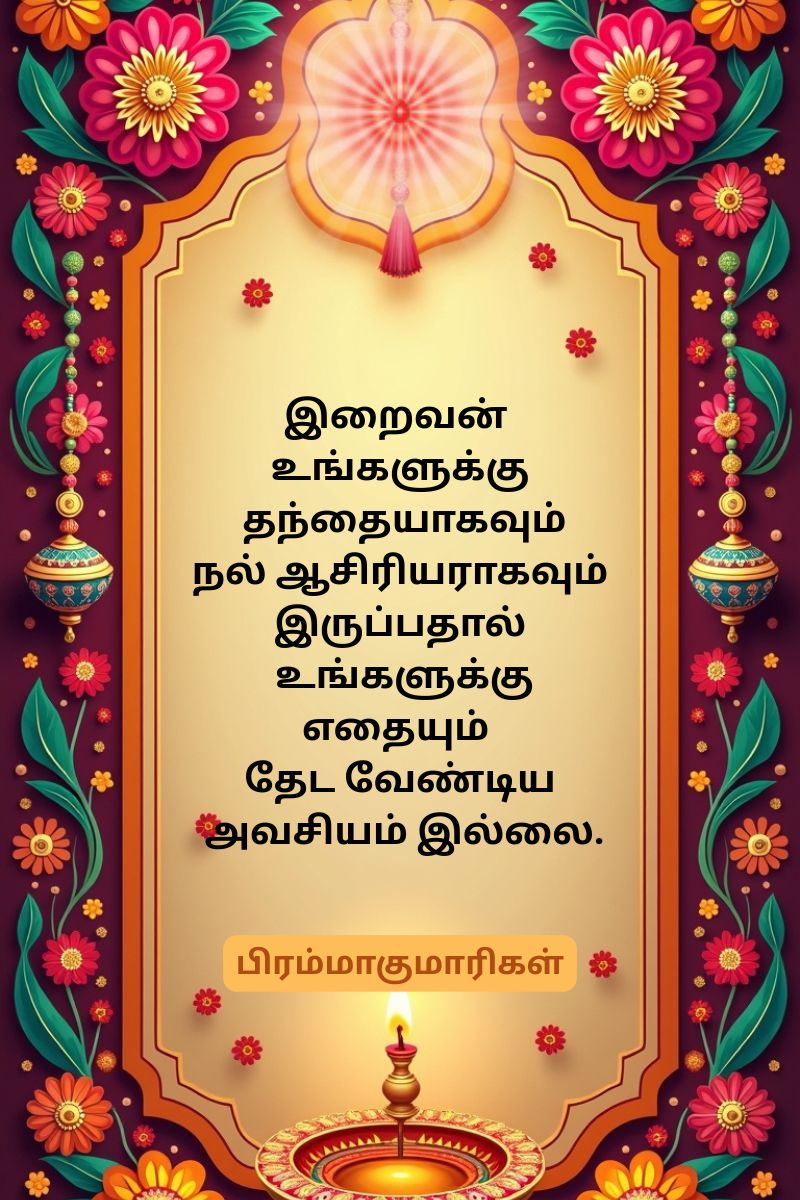 இறைவன்
உங்களுக்கு
தந்தையாகவும்
நல் ஆசிரியராகவும்
இருப்பதால்
உங்களுக்கு
எதையும்
தேட வேண்டிய
அவசியம் இல்லை.
பிரம்மாகுமாரிகள்